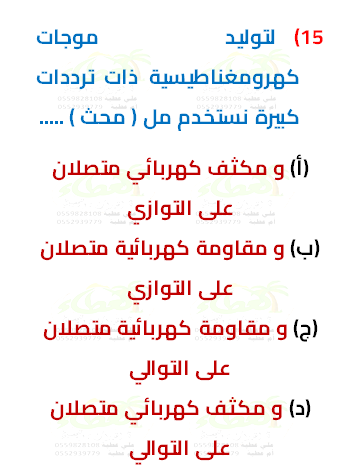 15) لتوليد موجات
كهرومغناطيسية ذات ترددات
كبيرة نستخدم مل ( محث ) .....
(أ) و مكثف كهربائي متصلان
على التوازي
(ب) و مقاومة كهربائية متصلان
على التوازي
(ج) و مقاومة كهربائية متصلان
على التوالي
(د) و مكثف كهربائي متصلان
على التوالي